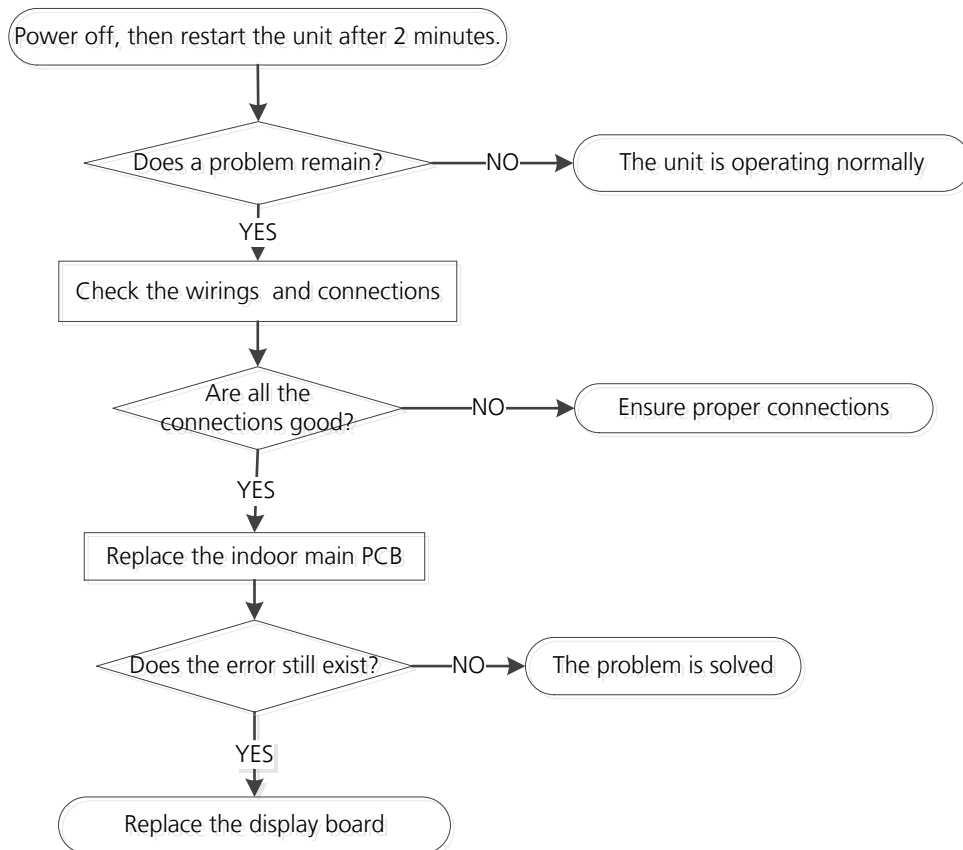 Power off, then restart the unit after 2 minutes.
Does a problem remain?
NO
The unit is operating normally
YES
Check the wirings and connections
Are all the
connections good?
NO
Ensure proper connections
YES
Replace the indoor main PCB
Does the error still exist?
NO
The problem is solved
YES
Replace the display board